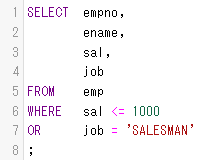 1 SELECT  empno,
2         ename,
3         sal,
4         job
5 FROM    emp
6 WHERE   sal <= 1000
7 OR      job = 'SALESMAN'
8 ;